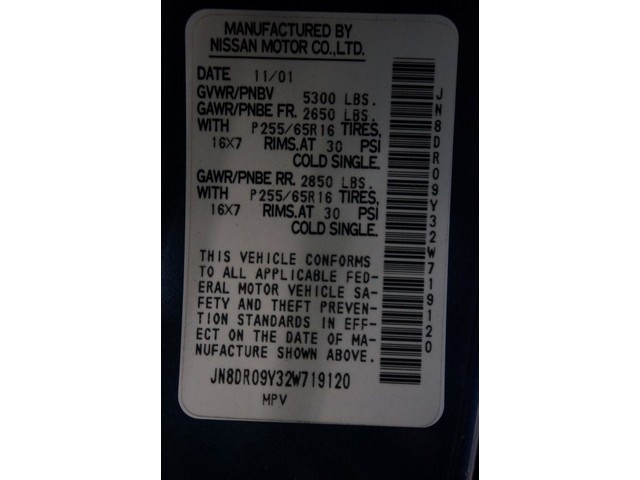 MANUFACTURED BY
NISSAN MOTOR CO.,LTD.
DATE 11/01
GVWR/PNBV 5300 LBS.
GAWR/PNBE FR. 2650 LBS.
WITH P255/65R16 TIRES,
16X7 RIMS.AT 30 PSI
COLD SINGLE.
GAWR/PNBE RR. 2850 LBS.
WITH P255/65R16 TIRES,
16X7 RIMS.AT 30 PSI
COLD SINGLE.
THIS VEHICLE CONFORMS
TO ALL APPLICABLE FED-
ERAL MOTOR VEHICLE SA-
FETY AND THEFT PREVEN-
TION STANDARDS IN EFF-
ECT ON THE DATE OF MA-
NUFACTURE SHOWN ABOVE.
JN8DR09Y32W719120
MPV
JN8DR09Y32W719120